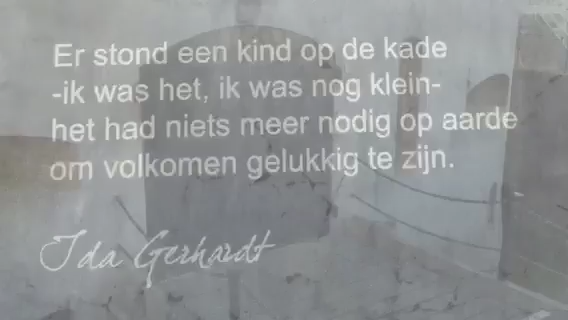 Er stond een kind op de kade
-ik was het, ik was nog klein-
het had niets meer nodig op aarde
om volkomen gelukkig te zijn.
Ida Gerhardt